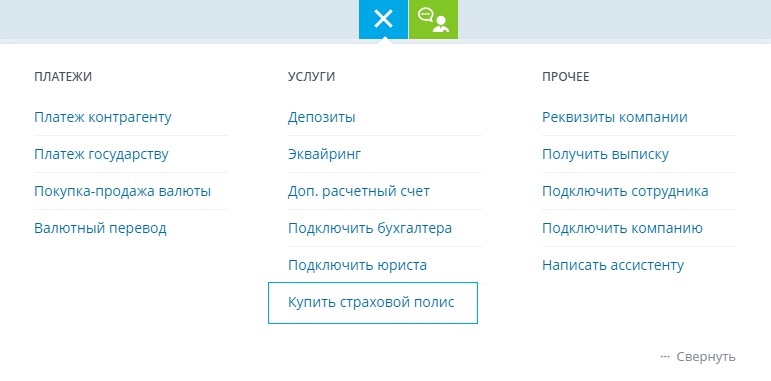 ПЛАТЕЖИ
Платеж контрагенту
Платеж государству
Покупка-продажа валюты
Валютный перевод
УСЛУГИ
Депозиты
Эквайринг
Доп. расчетный счет
Подключить бухгалтера
Подключить юриста
Купить страховой полис
ПРОЧЕЕ
Реквизиты компании
Получить выписку
Подключить сотрудника
Подключить компанию
Написать ассистенту
··· Свернуть